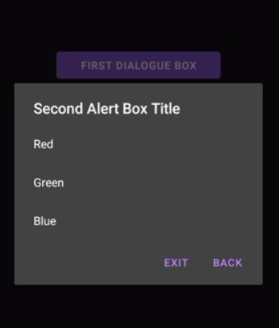 FIRST DIALOGUE BOX
Second Alert Box Title
Red
Green
Blue
EXIT BACK